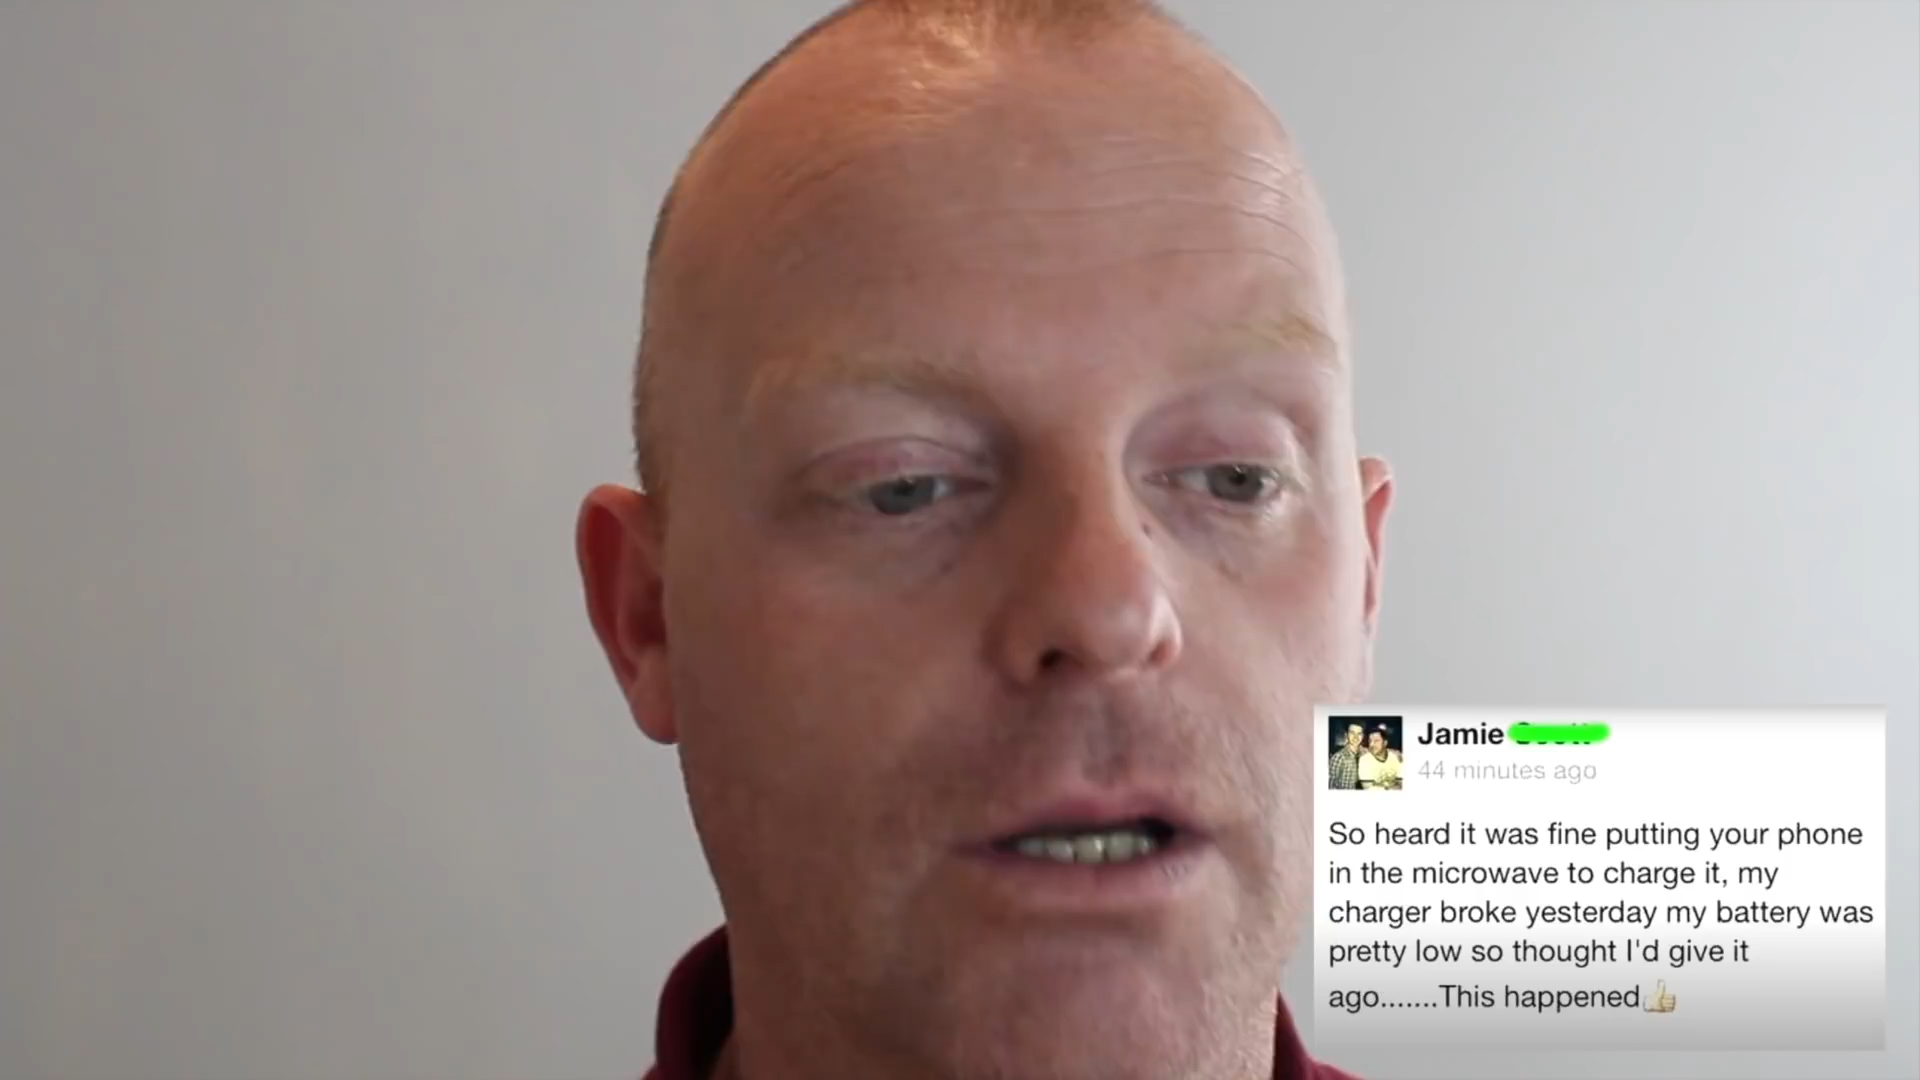 Jamie
44 minutes ago
So heard it was fine putting your phone
in the microwave to charge it, my
charger broke yesterday my battery was
pretty low so thought I'd give it
ago.......This happened👍